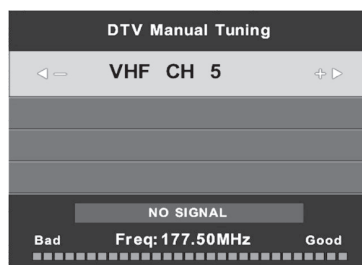 DTV Manual Tuning
VHF CH 5
NO SIGNAL
Bad Freq:177.50MHz Good